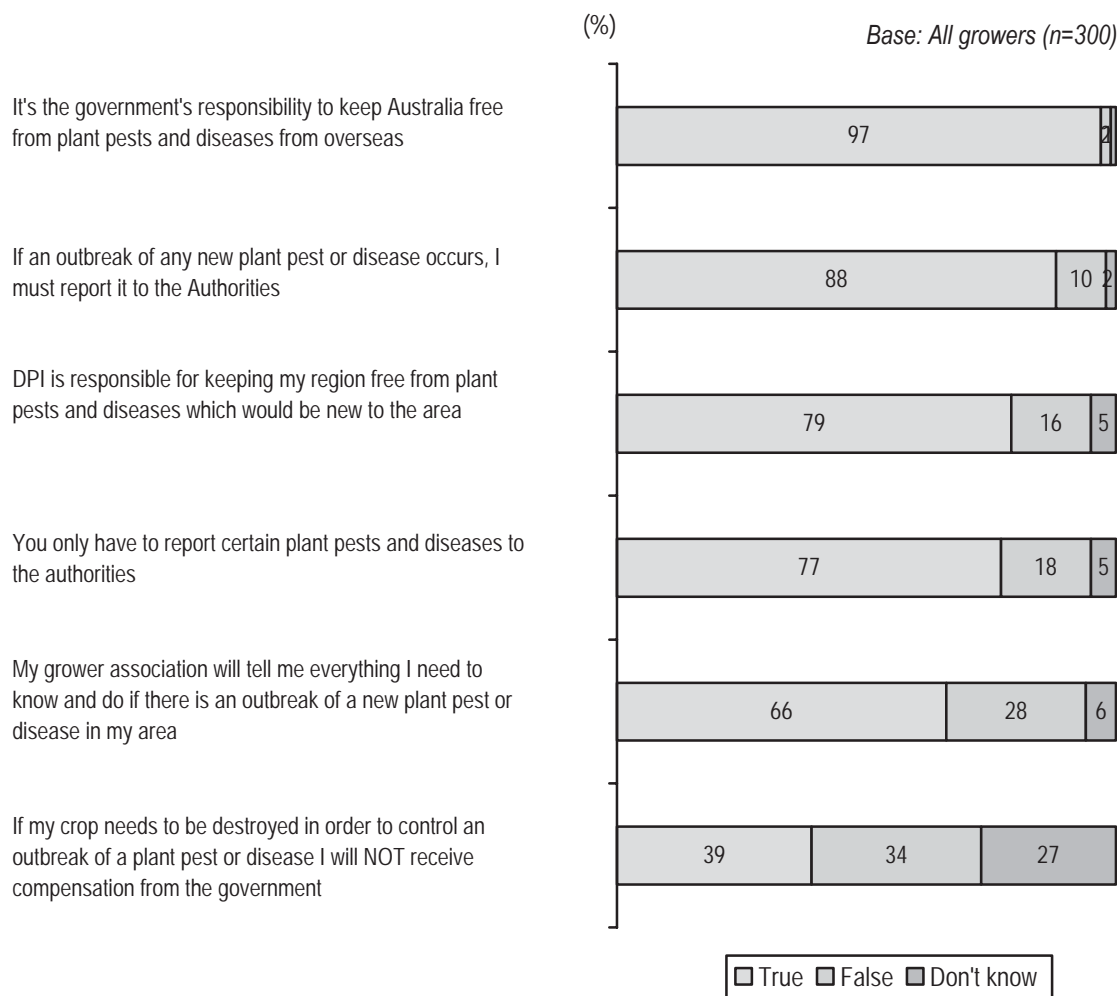 (%)
Base: All growers (n=300)
It's the government's responsibility to keep Australia free
from plant pests and diseases from overseas
97
2
If an outbreak of any new plant pest or disease occurs, I
must report it to the Authorities
88
10
2
DPI is responsible for keeping my region free from plant
pests and diseases which would be new to the area
79
16
5
You only have to report certain plant pests and diseases to
the authorities
77
18
5
My grower association will tell me everything I need to
know and do if there is an outbreak of a new plant pest or
disease in my area
66
28
6
If my crop needs to be destroyed in order to control an
outbreak of a plant pest or disease I will NOT receive
compensation from the government
39
34
27
True False Don't know